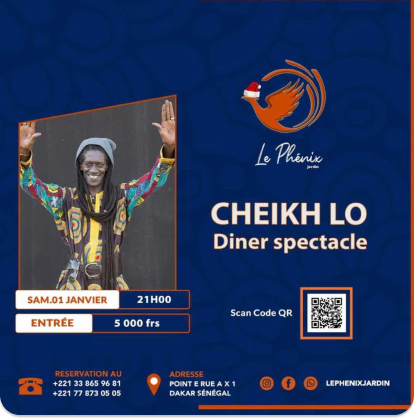 Le Phénix
jardin
CHEIKH LO
Diner spectacle
SAM.01 JANVIER 21H00
ENTRÉE 5 000 frs
Scan Code QR
RESERVATION AU
+221 33 865 96 81
+221 77 873 05 05
ADRESSE
POINT E RUE A X 1
DAKAR SÉNÉGAL
LEPHENIXJARDIN